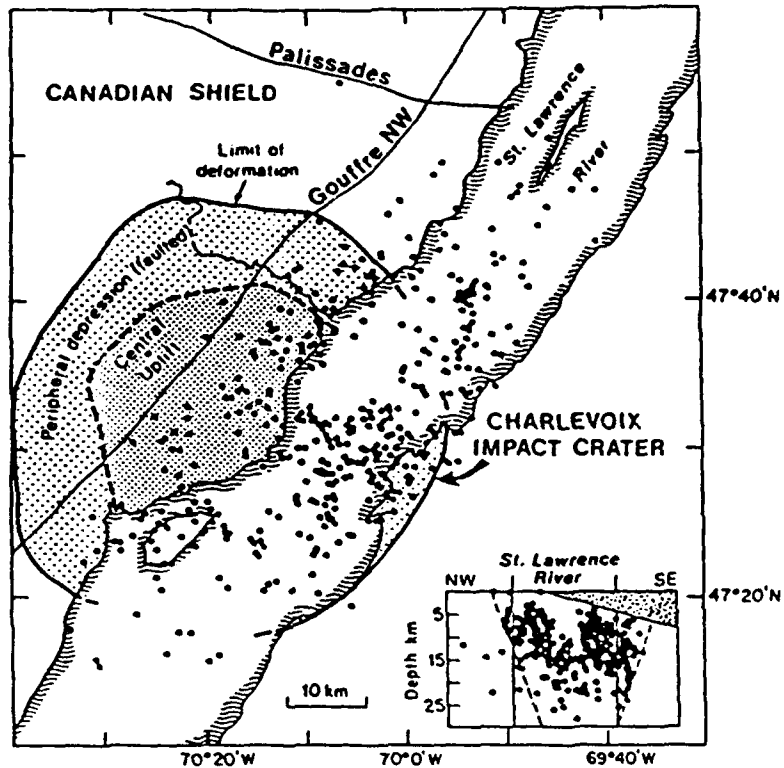 Palissades
CANADIAN SHIELD
St. Lawrence
River
Limit of
deformation
Gouffre NW
Peripheral depression (faulted)
Central
Uplift
47°40'N
CHARLEVOIX
IMPACT CRATER
St. Lawrence
River
NW
SE
47°20'N
Depth km
5
15
25
10 km
70°20'W
70°0'W
69°40'W